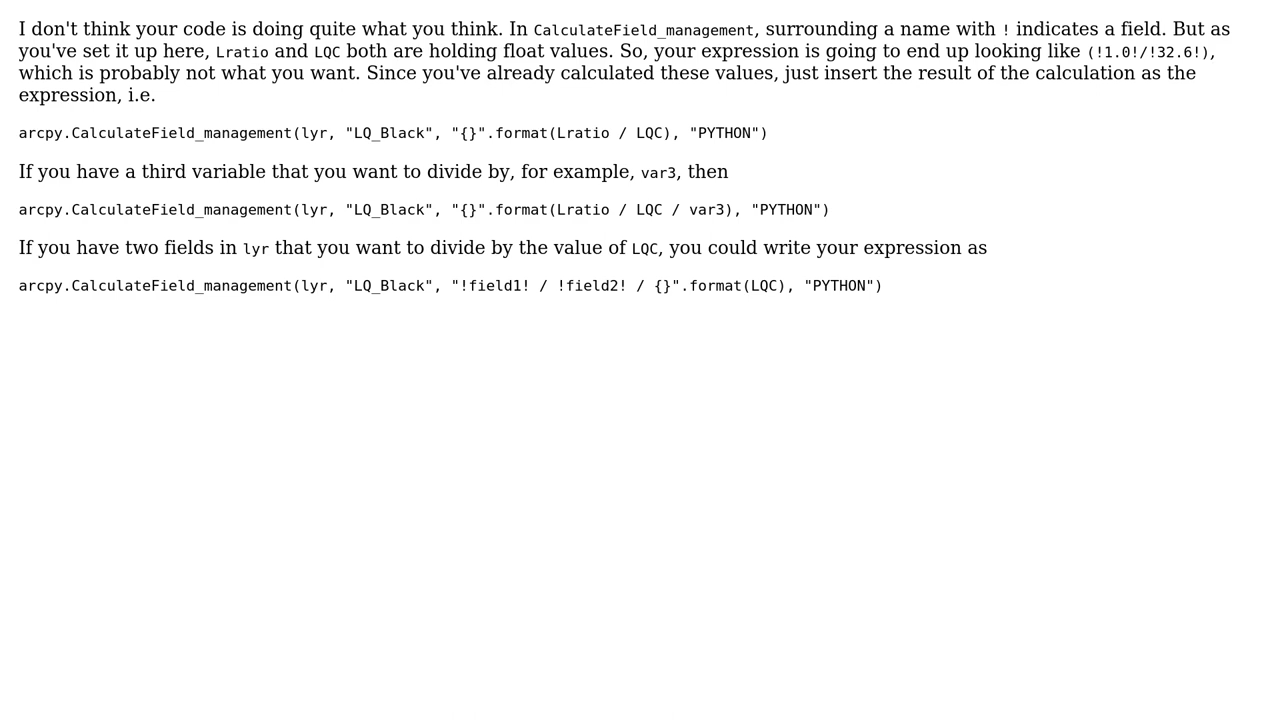 I don't think your code is doing quite what you think. In CalculateField_management, surrounding a name with ! indicates a field. But as
you've set it up here, Lratio and LQC both are holding float values. So, your expression is going to end up looking like (!1.0!/!32.6!),
which is probably not what you want. Since you've already calculated these values, just insert the result of the calculation as the
expression, i.e.
arcpy.CalculateField_management(lyr, "LQ_Black", "{}".format(Lratio / LQC), "PYTHON")
If you have a third variable that you want to divide by, for example, var3, then
arcpy.CalculateField_management(lyr, "LQ_Black", "{}".format(Lratio / LQC / var3), "PYTHON")
If you have two fields in lyr that you want to divide by the value of LQC, you could write your expression as
arcpy.CalculateField_management(lyr, "LQ_Black", "!field1! / !field2! / {}".format(LQC), "PYTHON")